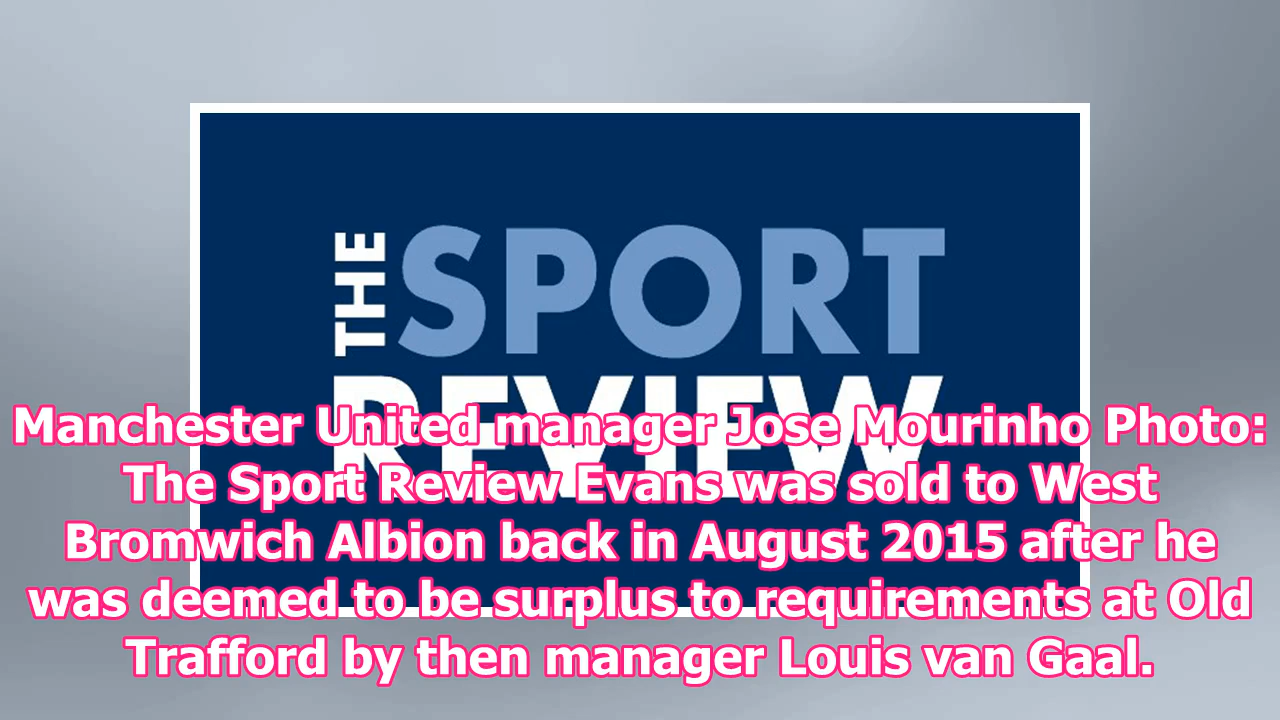 THE
SPORT
REVIEW
Manchester United manager Jose Mourinho Photo:
The Sport Review Evans was sold to West
Bromwich Albion back in August 2015 after he
was deemed to be surplus to requirements at Old
Trafford by then manager Louis van Gaal.